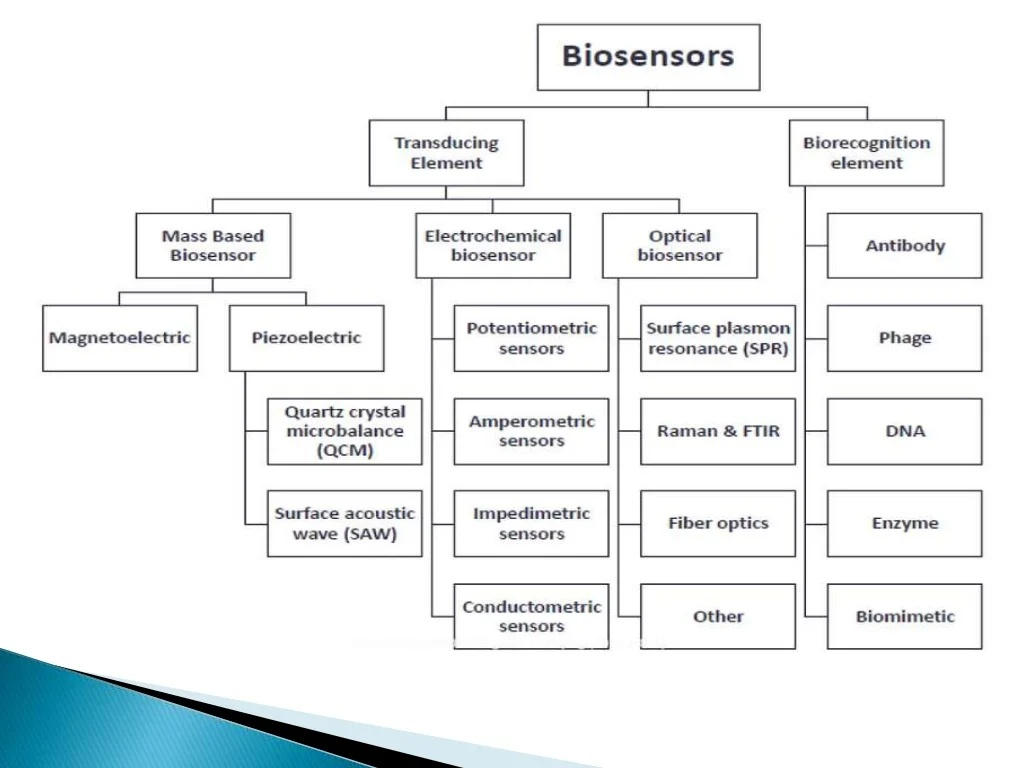 Biosensors
Transducing
Element
Biorecognition
element
Mass Based
Biosensor
Electrochemical
biosensor
Optical
biosensor
Antibody
Magnetoelectric
Piezoelectric
Potentiometric
sensors
Surface plasmon
resonance (SPR)
Phage
Quartz crystal
microbalance
(QCM)
Amperometric
sensors
Raman & FTIR
DNA
Surface acoustic
wave (SAW)
Impedimetric
sensors
Fiber optics
Enzyme
Conductometric
sensors
Other
Biomimetic